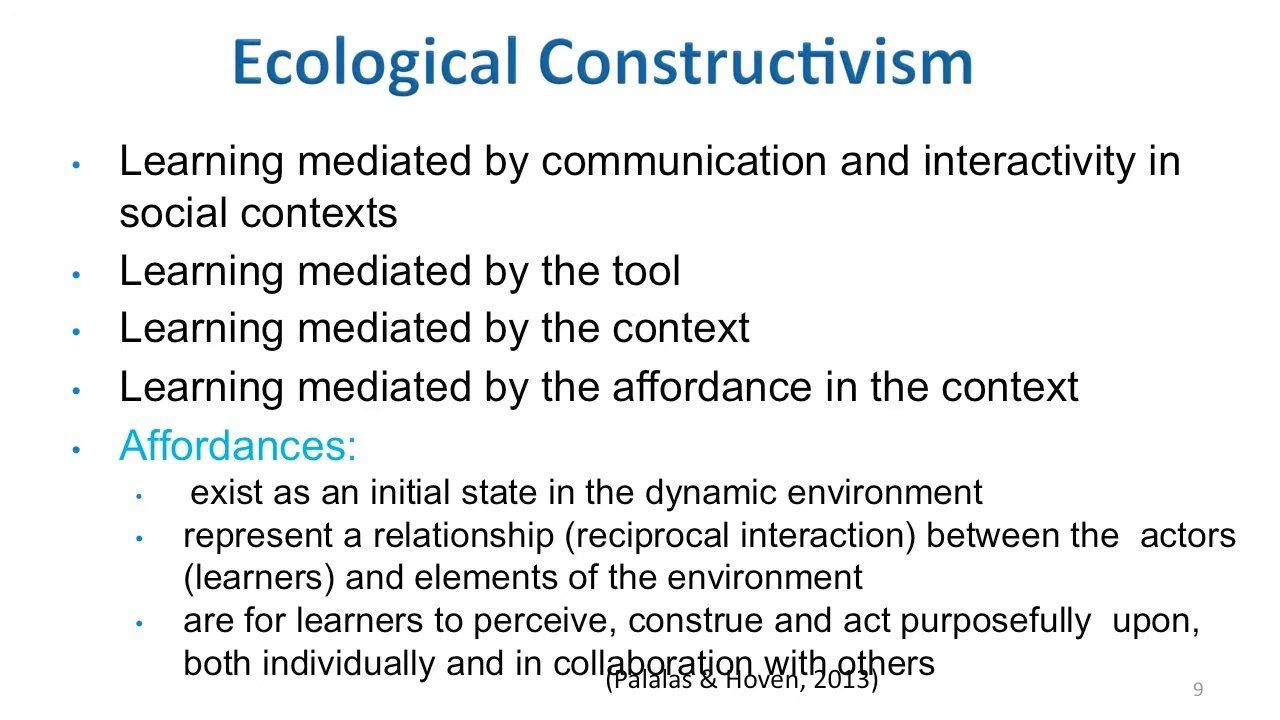 Ecological Constructivism
• Learning mediated by communication and interactivity in
social contexts
• Learning mediated by the tool
• Learning mediated by the context
• Learning mediated by the affordance in the context
• Affordances:
• exist as an initial state in the dynamic environment
• represent a relationship (reciprocal interaction) between the actors
(learners) and elements of the environment
• are for learners to perceive, construe and act purposefully upon,
both individually and in collaboration with others
(Palalas & Hoven, 2013)
9